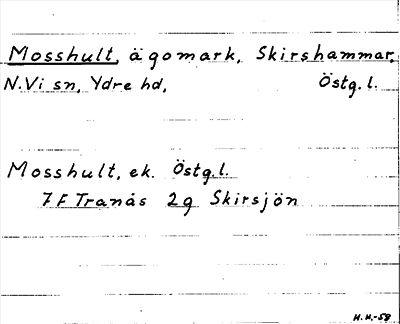 Mosshult, ägomark, Skirshammar,
N. Vi sn, Ydre hd, Östg. l.
Mosshult, ek. Östg. l.
7 F Tranås 2g Skirsjön
H.H.-58